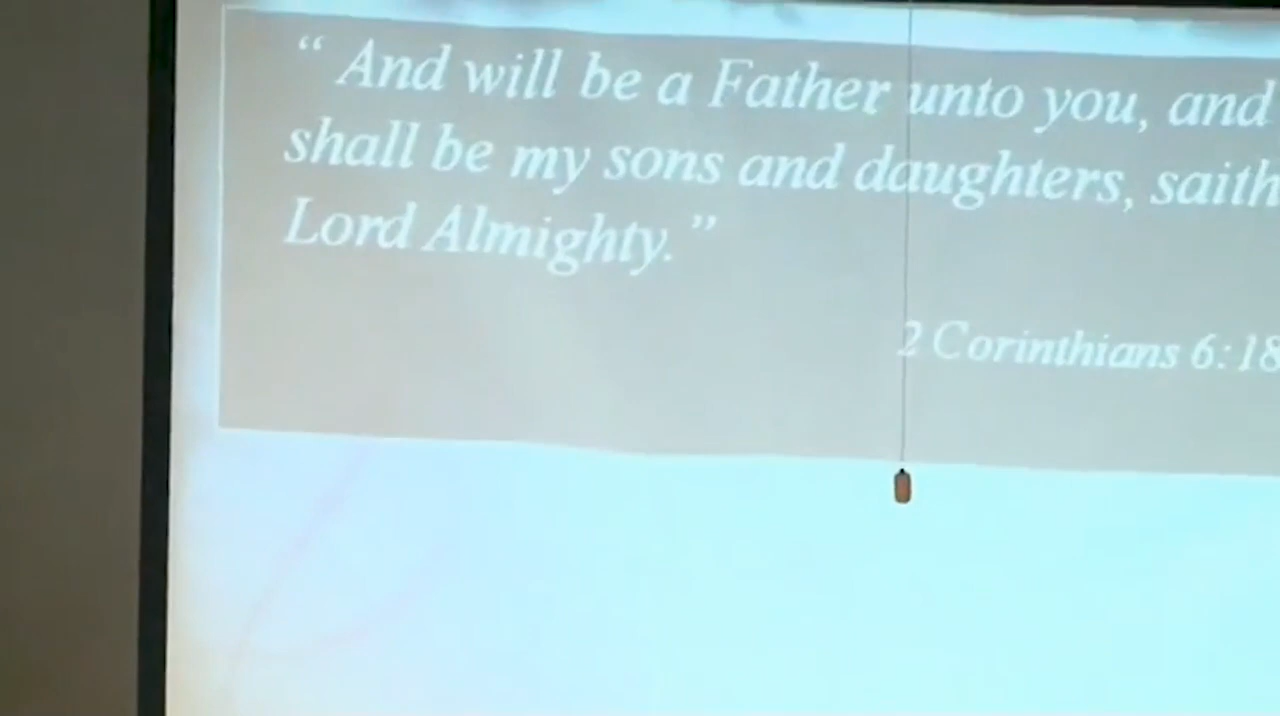 “ And will be a Father unto you, and
shall be my sons and daughters, saith
Lord Almighty.”
2 Corinthians 6:18